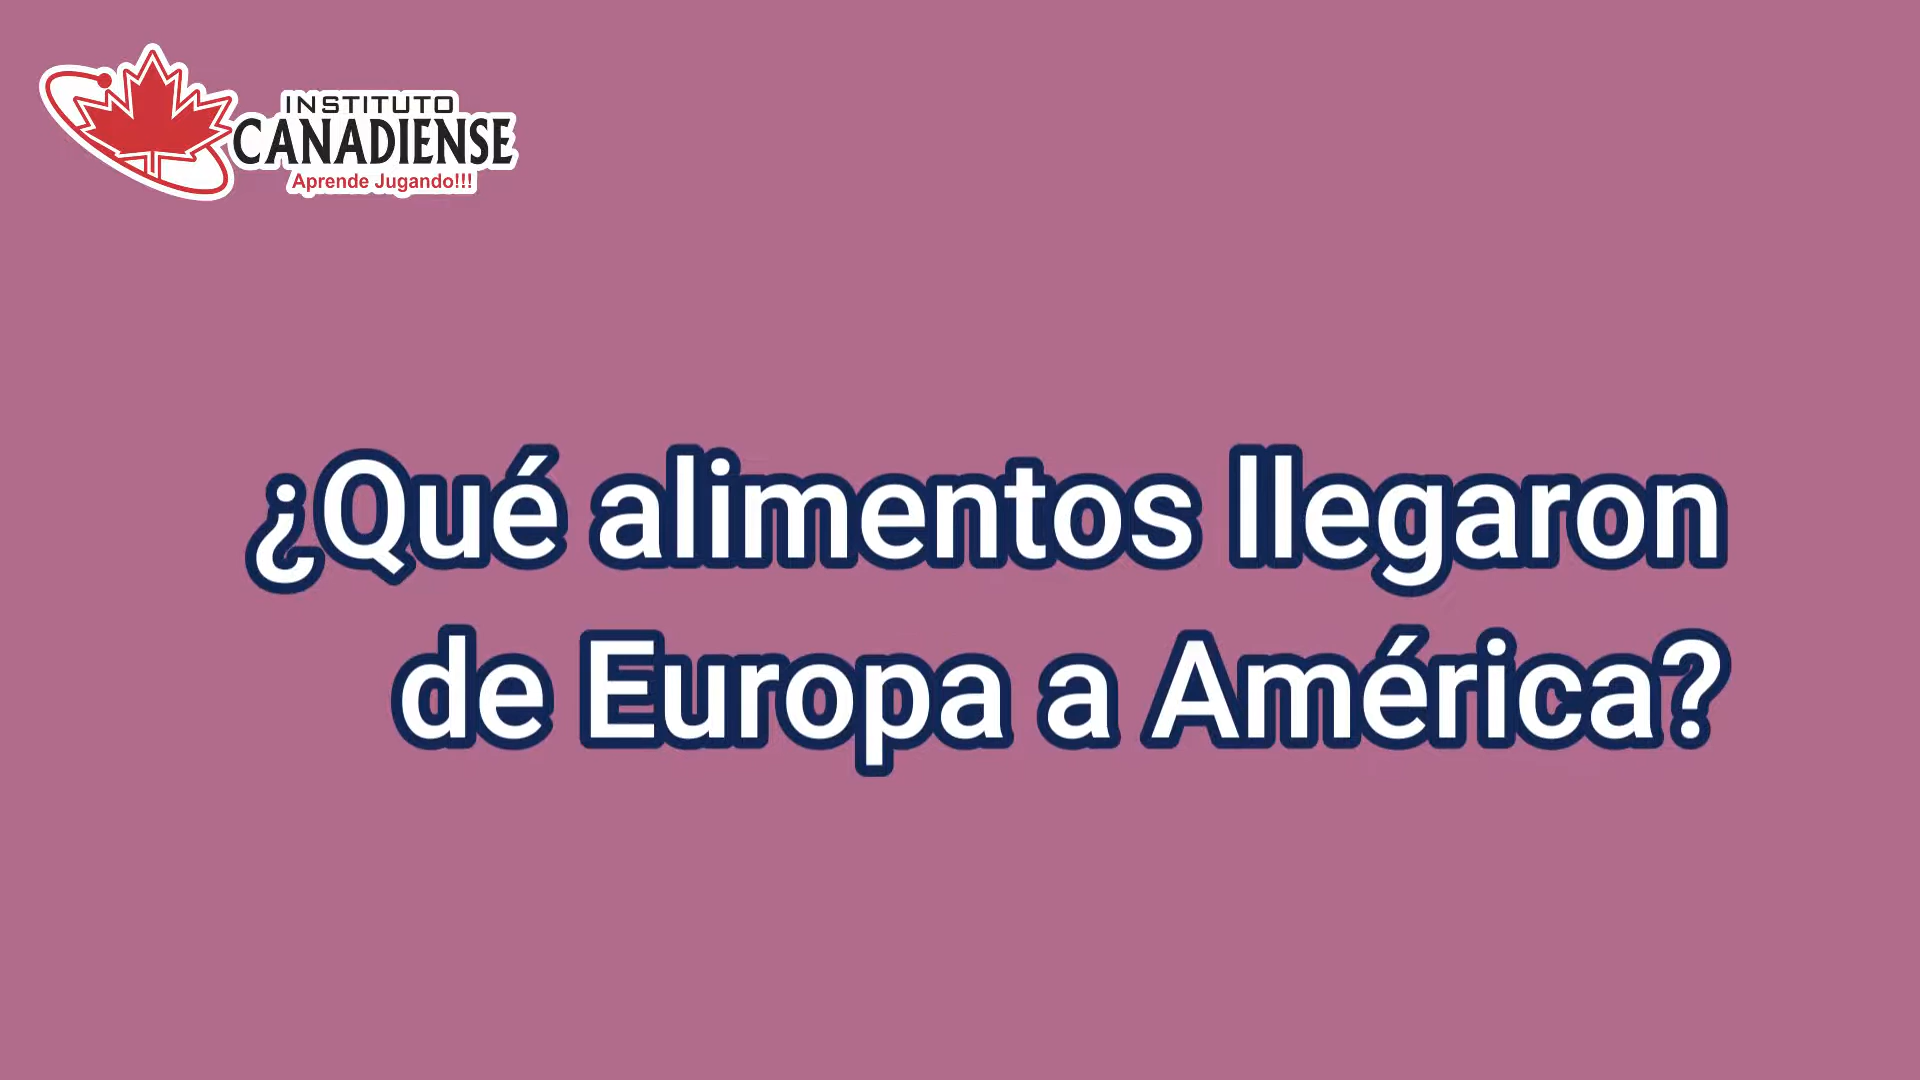 INSTITUTO
CANADIENSE
Aprende Jugando!!!
¿Qué alimentos llegaron
de Europa a América?